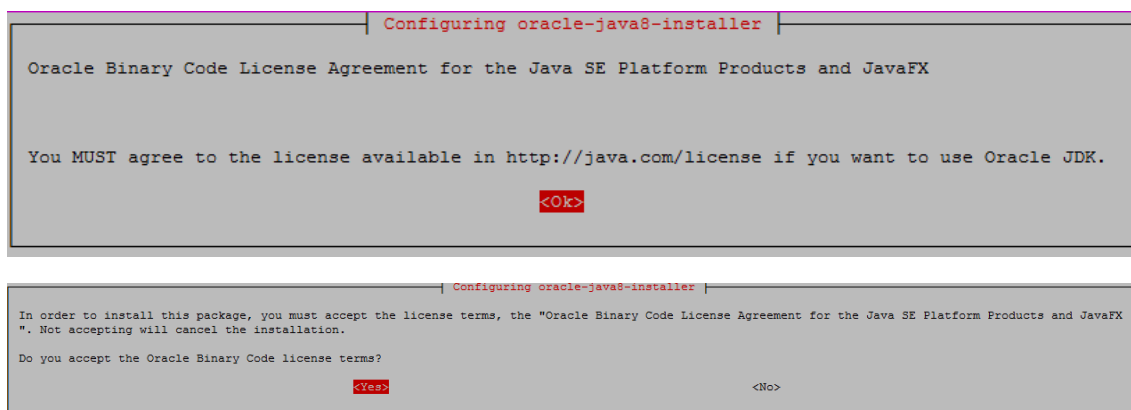 Configuring oracle-java8-installer
Oracle Binary Code License Agreement for the Java SE Platform Products and JavaFX
You MUST agree to the license available in http://java.com/license if you want to use Oracle JDK.
<Ok>
Configuring oracle-java8-installer
In order to install this package, you must accept the license terms, the "Oracle Binary Code License Agreement for the Java SE Platform Products and JavaFX
". Not accepting will cancel the installation.
Do you accept the Oracle Binary Code license terms?
<Yes> <No>